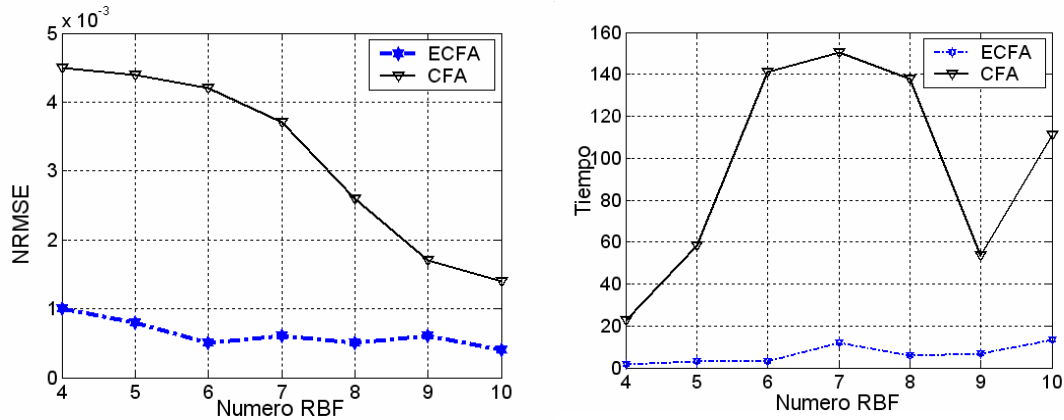 x 10⁻³
5
4
3
2
1
0
NRMSE
ECFA
CFA
4 5 6 7 8 9 10
Numero RBF
160
140
120
100
80
60
40
20
0
Tiempo
ECFA
CFA
4 5 6 7 8 9 10
Numero RBF